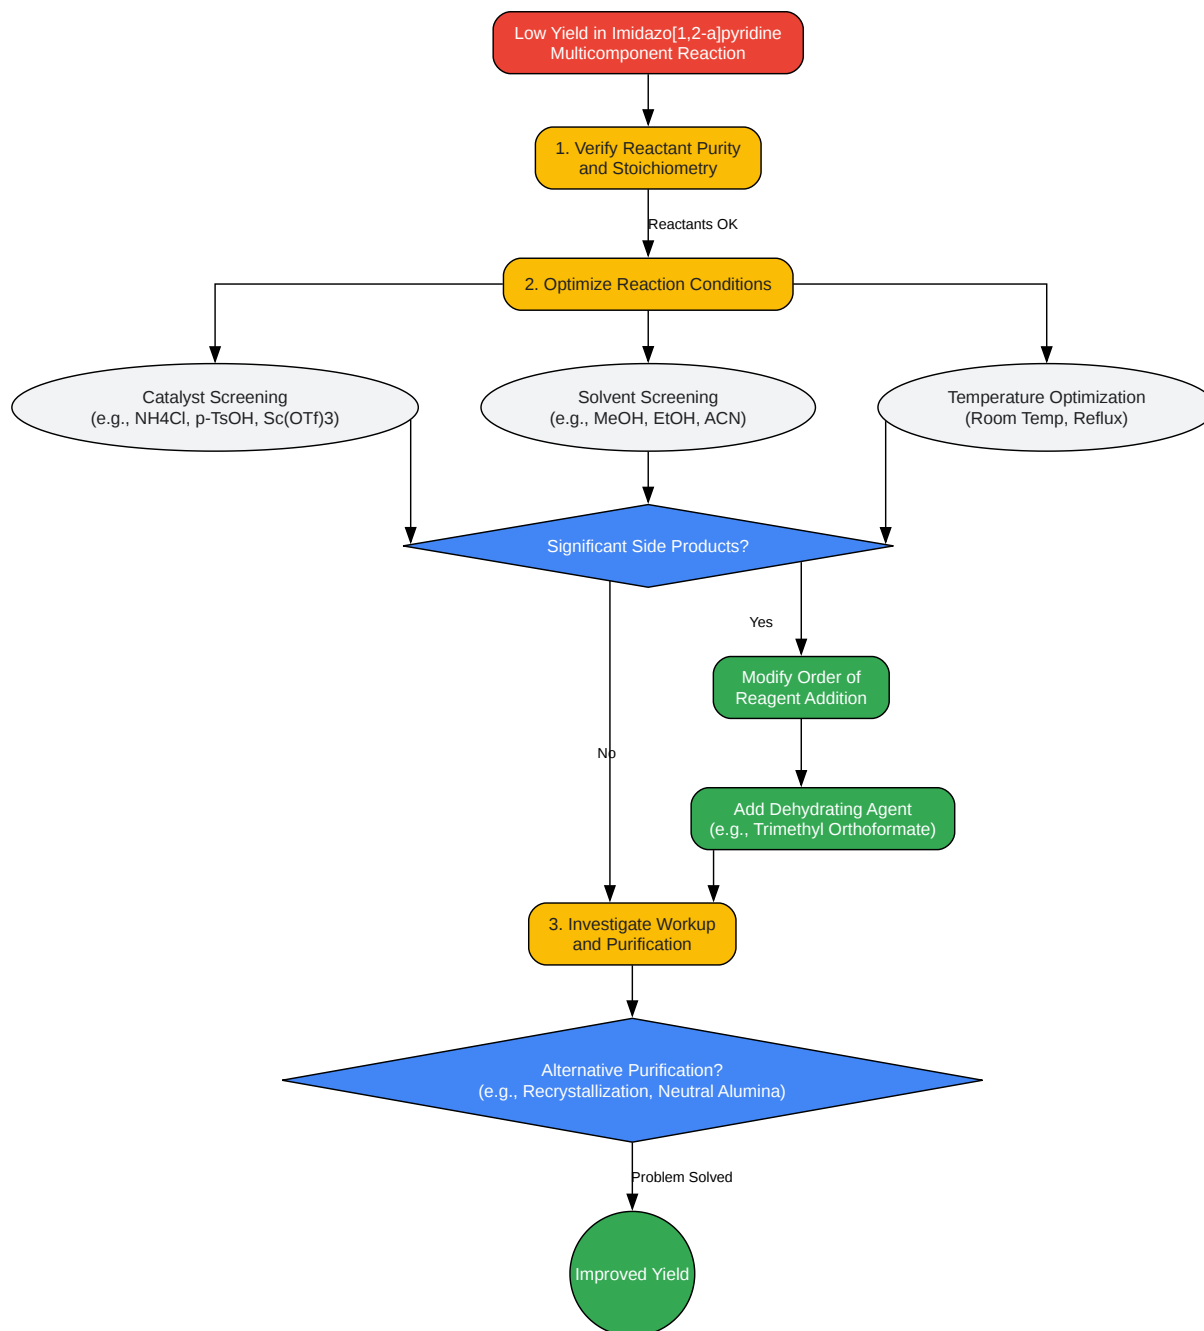 Low Yield in Imidazo[1,2-a]pyridine
Multicomponent Reaction
1. Verify Reactant Purity
and Stoichiometry
Reactants OK
2. Optimize Reaction Conditions
Catalyst Screening
(e.g., NH4Cl, p-TsOH, Sc(OTf)3)
Solvent Screening
(e.g., MeOH, EtOH, ACN)
Temperature Optimization
(Room Temp, Reflux)
Significant Side Products?
Yes
Modify Order of
Reagent Addition
No
Add Dehydrating Agent
(e.g., Trimethyl Orthoformate)
3. Investigate Workup
and Purification
Alternative Purification?
(e.g., Recrystallization, Neutral Alumina)
Problem Solved
Improved Yield